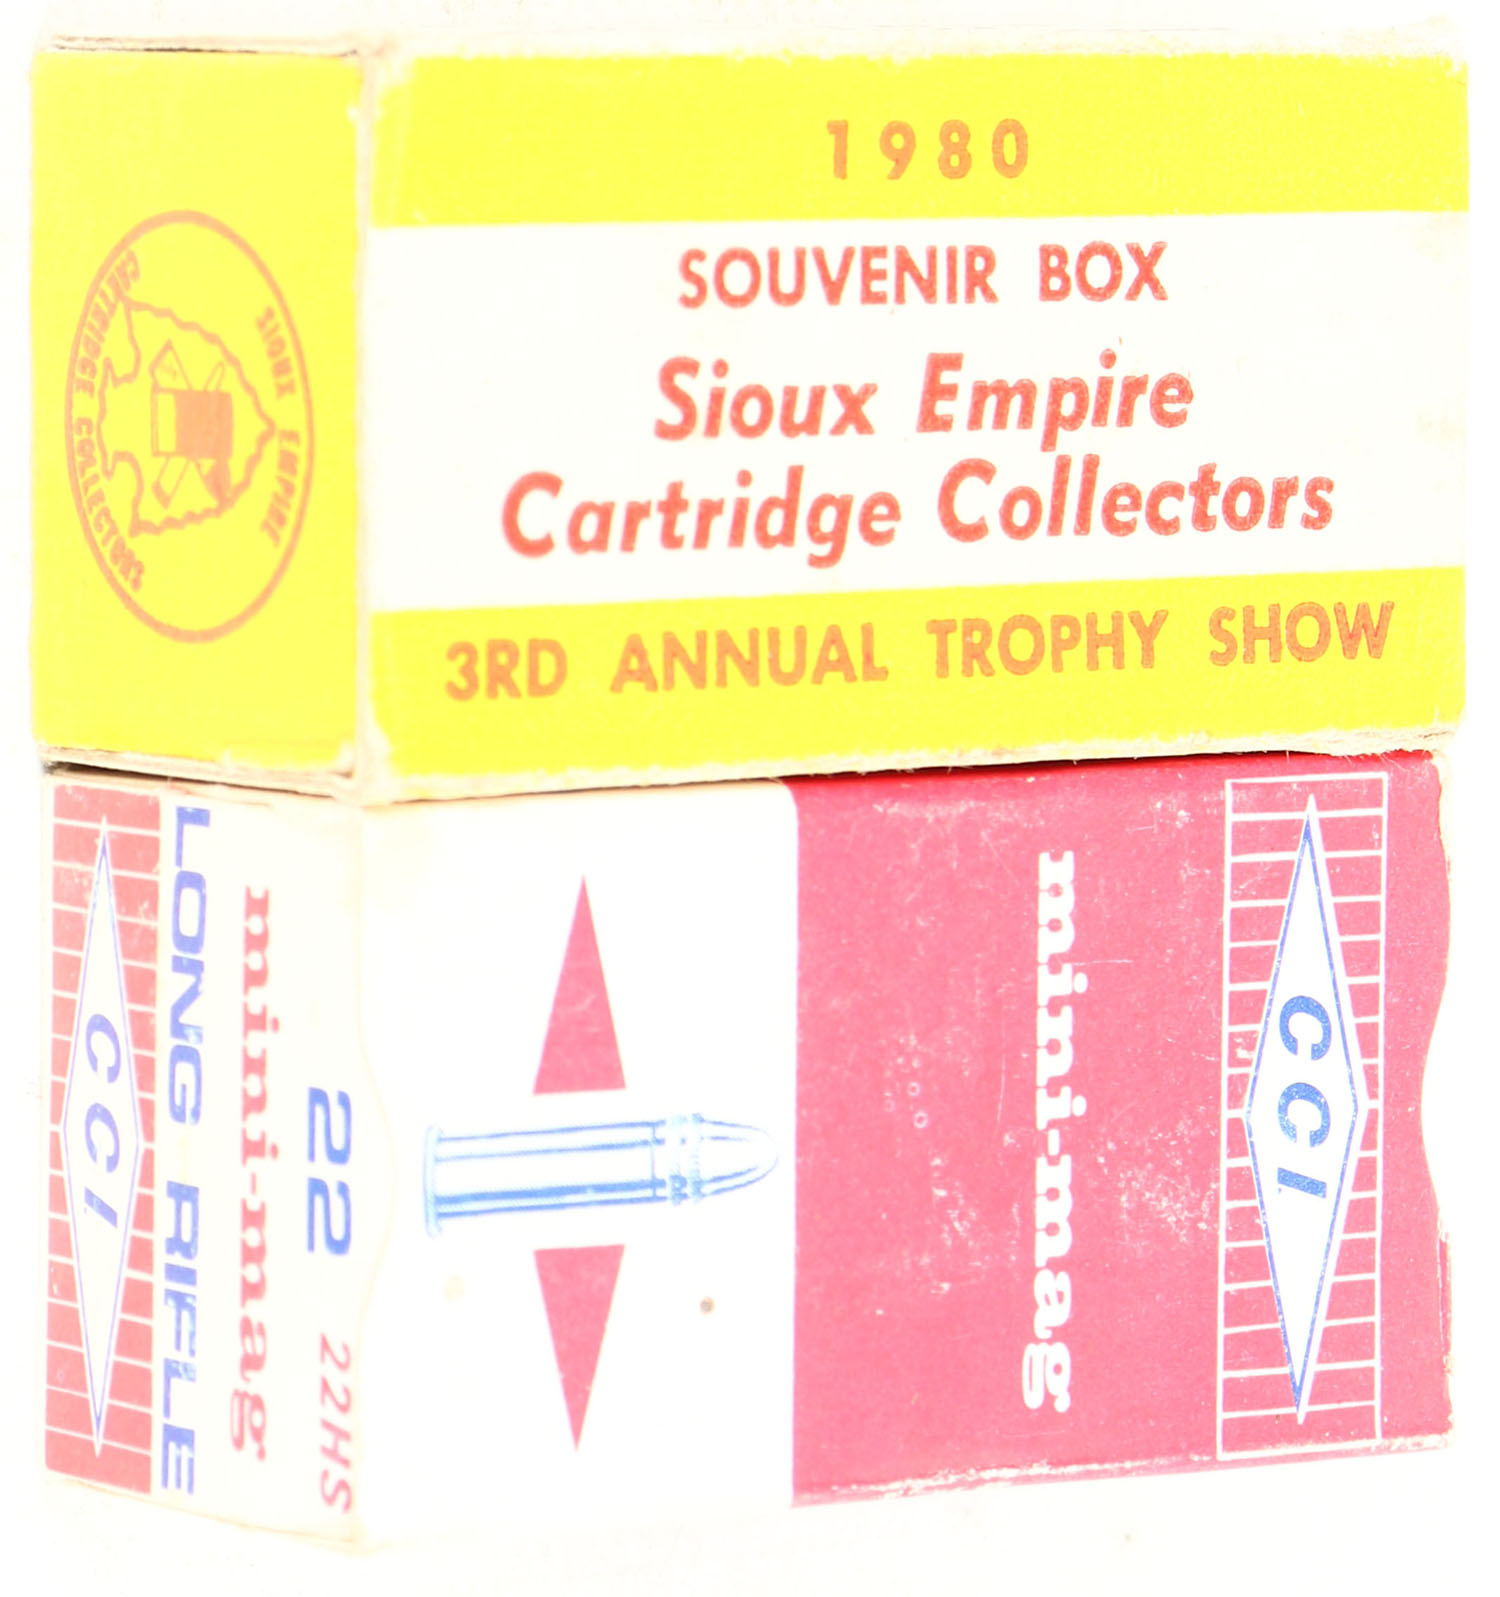 1980
SOUVENIR BOX
Sioux Empire
Cartridge Collectors
3RD ANNUAL TROPHY SHOW
SIOUX EMPIRE
CARTRIDGE COLLECTORS
22 22HS
mini-mag
LONG RIFLE
CCI
CCI
mini-mag